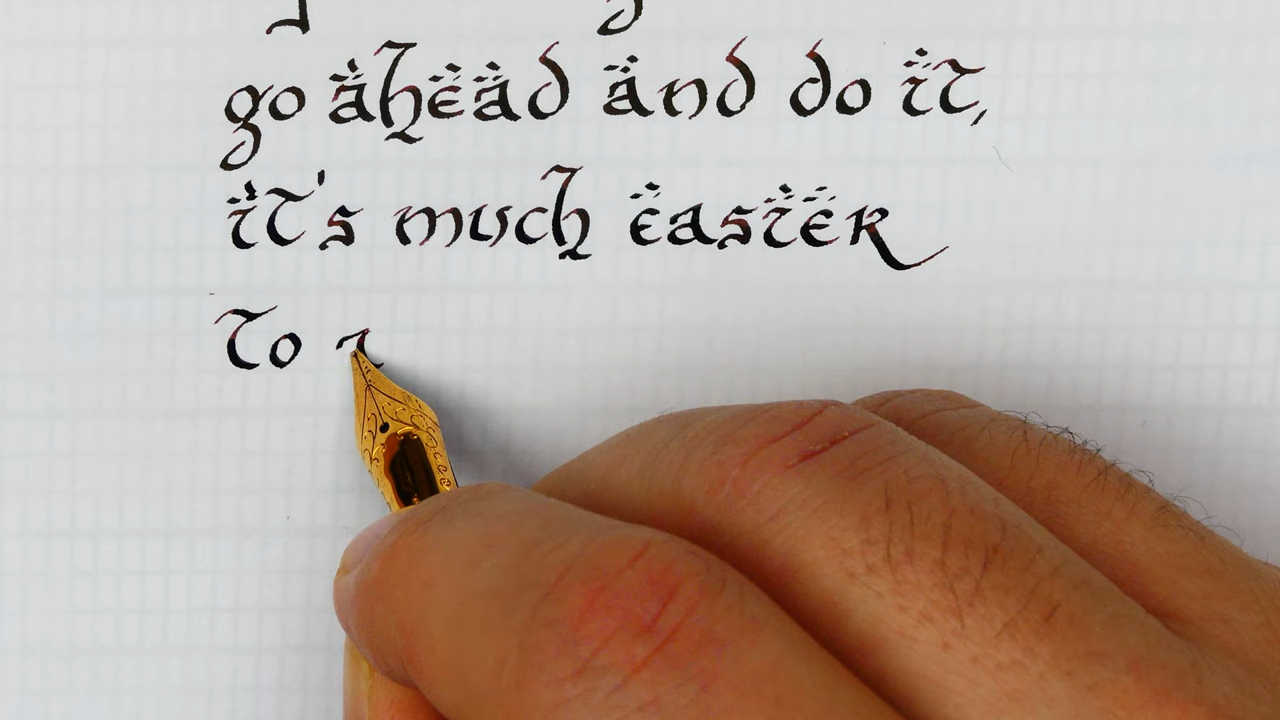 go ahead and do it,
it's much easier
to